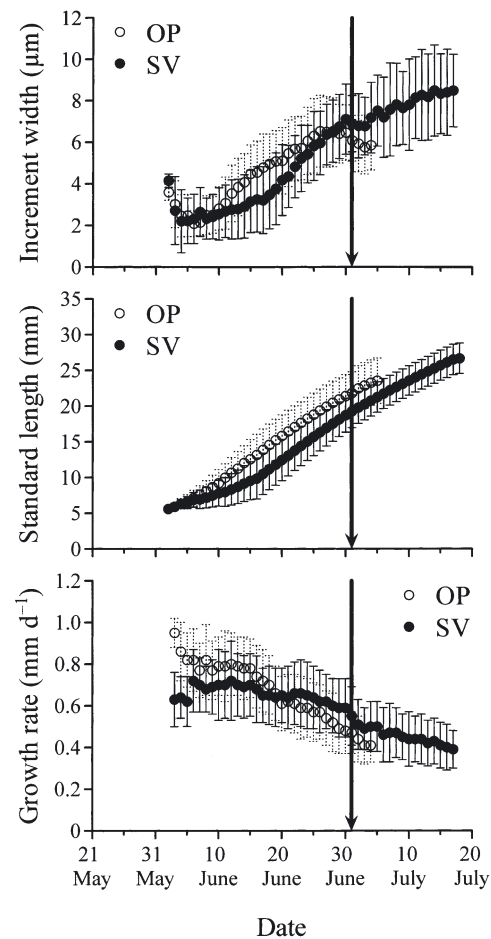 12
10
8
6
4
2
0
Increment width (μm)
OP
SV
35
30
25
20
15
10
5
0
Standard length (mm)
OP
SV
1.2
1.0
0.8
0.6
0.4
0.2
0
Growth rate (mm d⁻¹)
OP
SV
21 31 10 20 30 10 20
May May June June June July July
Date